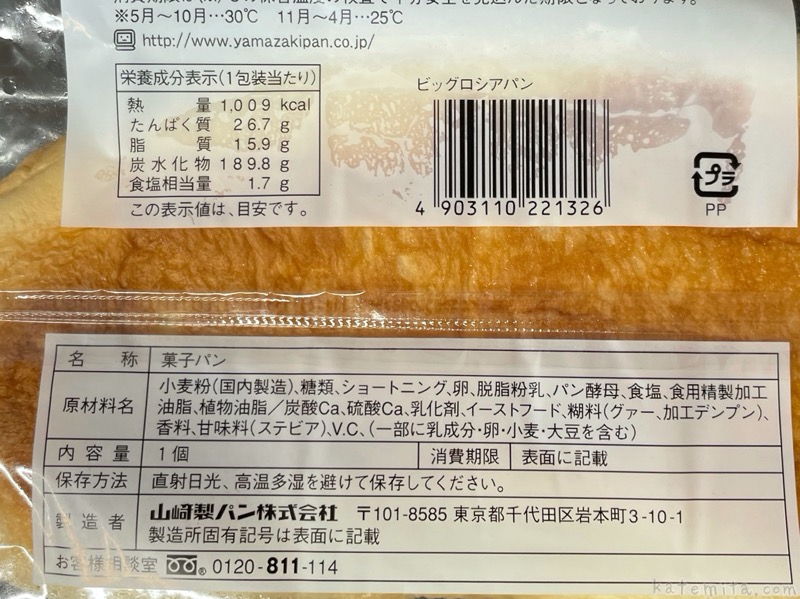 ※5月～10月…30℃　11月～4月…25℃
http://www.yamazakipan.co.jp/
栄養成分表示(1包装当たり)
熱量 1,009 kcal
たんぱく質 26.7 g
脂質 15.9 g
炭水化物 189.8 g
食塩相当量 1.7 g
この表示値は、目安です。
ビッグロシアパン
4 903110 221326
プラ
PP
名称 菓子パン
原材料名 小麦粉(国内製造)、糖類、ショートニング、卵、脱脂粉乳、パン酵母、食塩、食用精製加工
油脂、植物油脂／炭酸Ca、硫酸Ca、乳化剤、イーストフード、糊料(グァー、加工デンプン)、
香料、甘味料(ステビア)、V.C、(一部に乳成分・卵・小麦・大豆を含む)
内容量 1個 消費期限 表面に記載
保存方法 直射日光、高温多湿を避けて保存してください。
製造者 山崎製パン株式会社 〒101-8585 東京都千代田区岩本町3-10-1
製造所固有記号は表面に記載
お客様相談室 0120-811-114
katemita.com